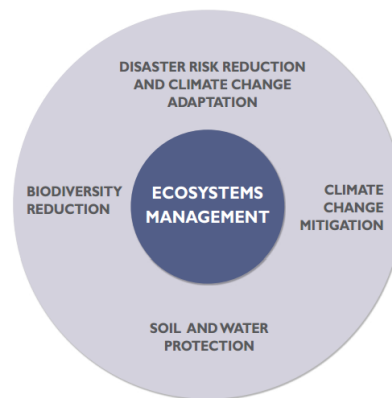 DISASTER RISK REDUCTION
AND CLIMATE CHANGE
ADAPTATION
BIODIVERSITY
REDUCTION
ECOSYSTEMS
MANAGEMENT
CLIMATE
CHANGE
MITIGATION
SOIL AND WATER
PROTECTION